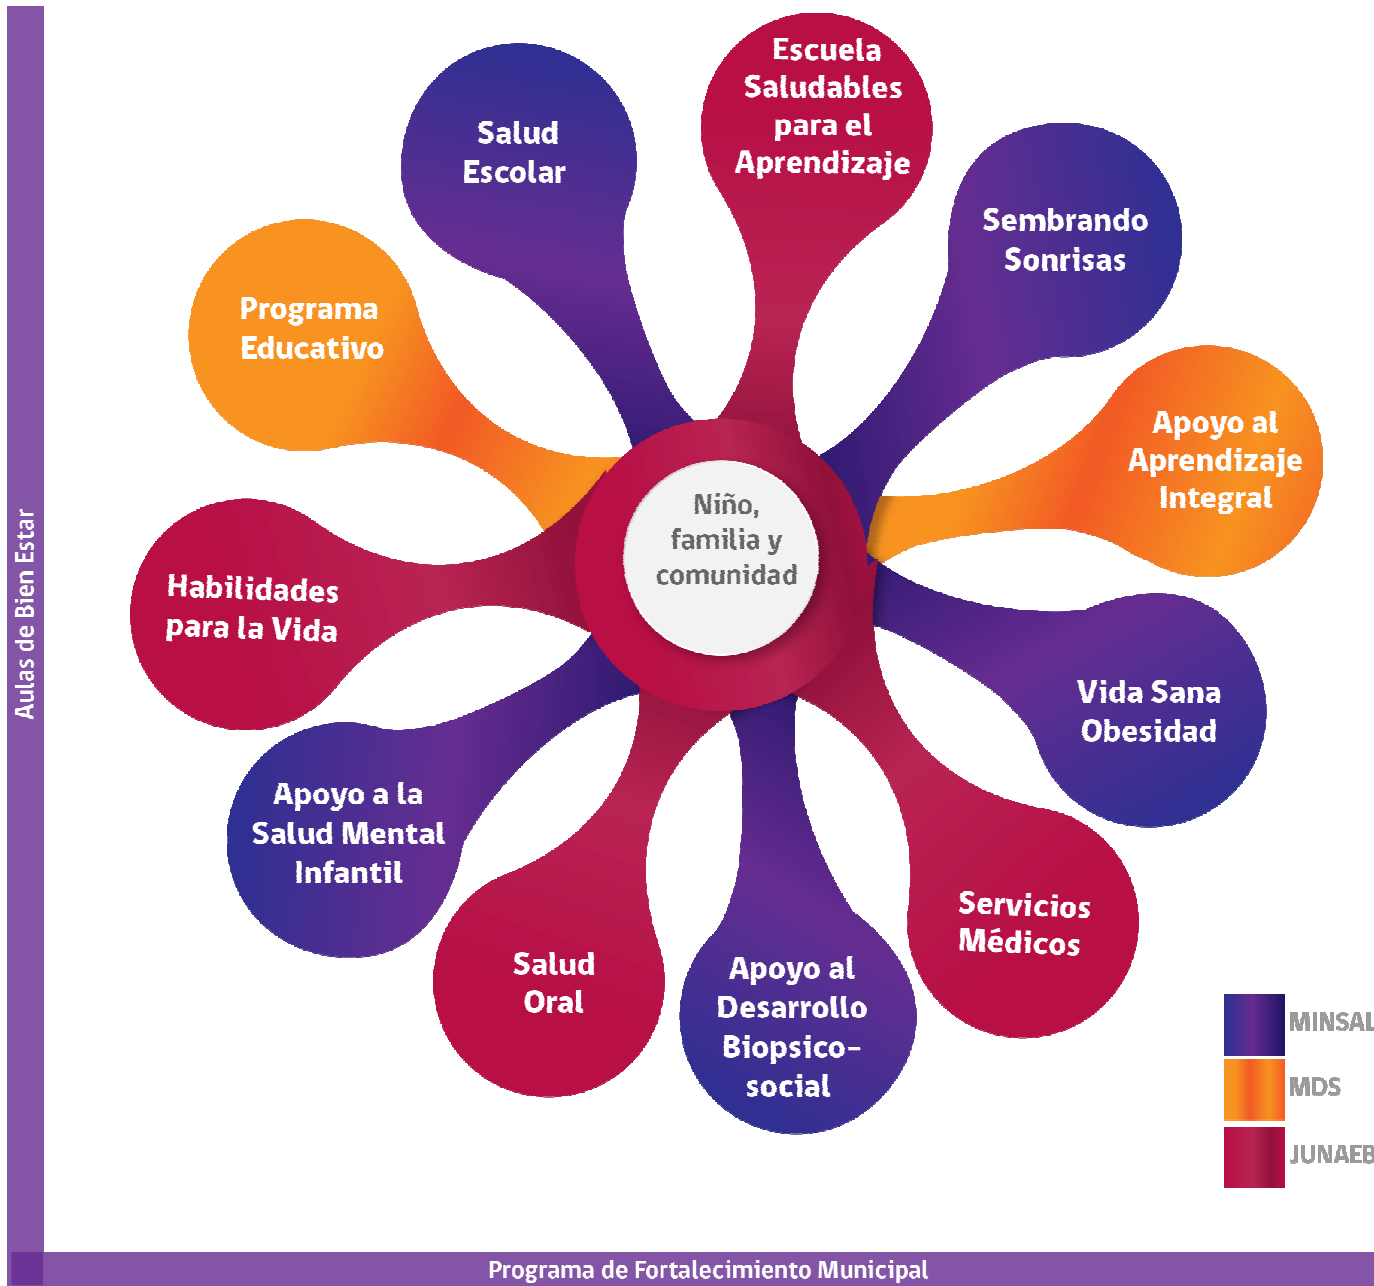 Escuela
Saludables
para el
Aprendizaje
Salud
Escolar
Sembrando
Sonrisas
Programa
Educativo
Apoyo al
Aprendizaje
Integral
Niño,
familia y
comunidad
Habilidades
para la Vida
Vida Sana
Obesidad
Apoyo a la
Salud Mental
Infantil
Servicios
Médicos
Salud
Oral
Apoyo al
Desarrollo
Biopsico-
social
MINSAL
MDS
JUNAEB
Aulas de Bien Estar
Programa de Fortalecimiento Municipal